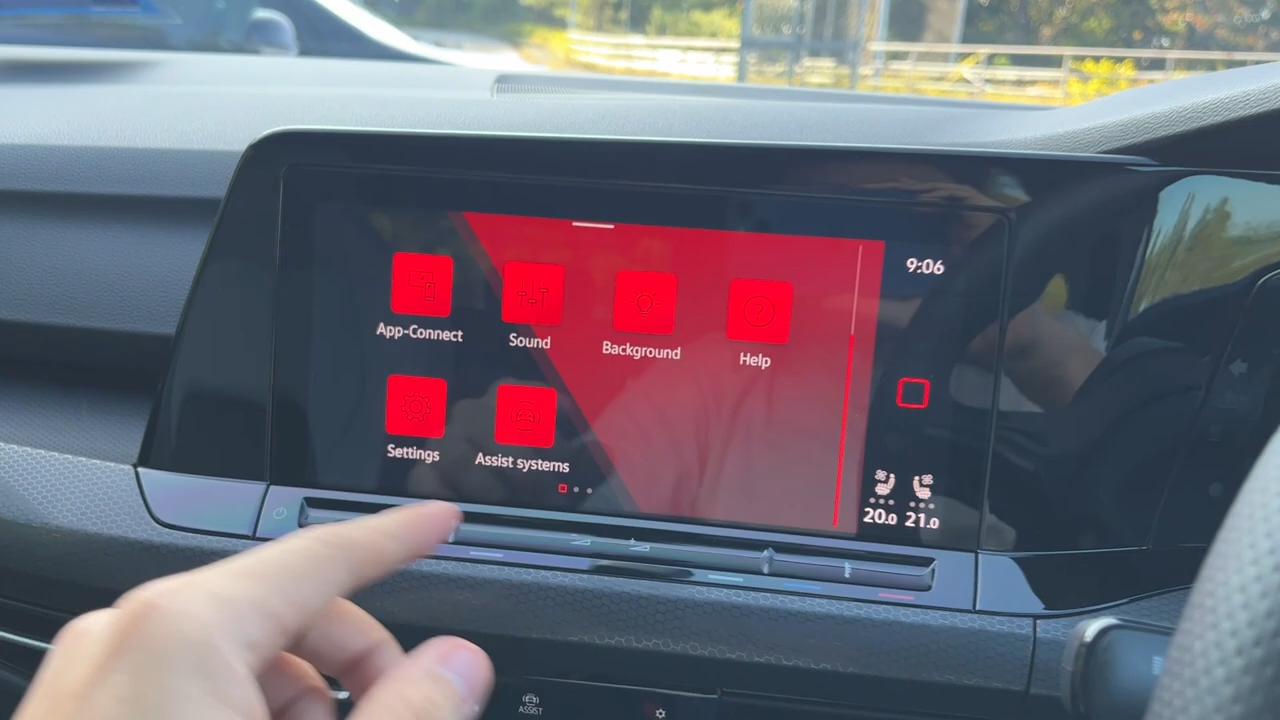 9:06
App-Connect
Sound
Background
Help
Settings
Assist systems
20.0 21.0
ASSIST